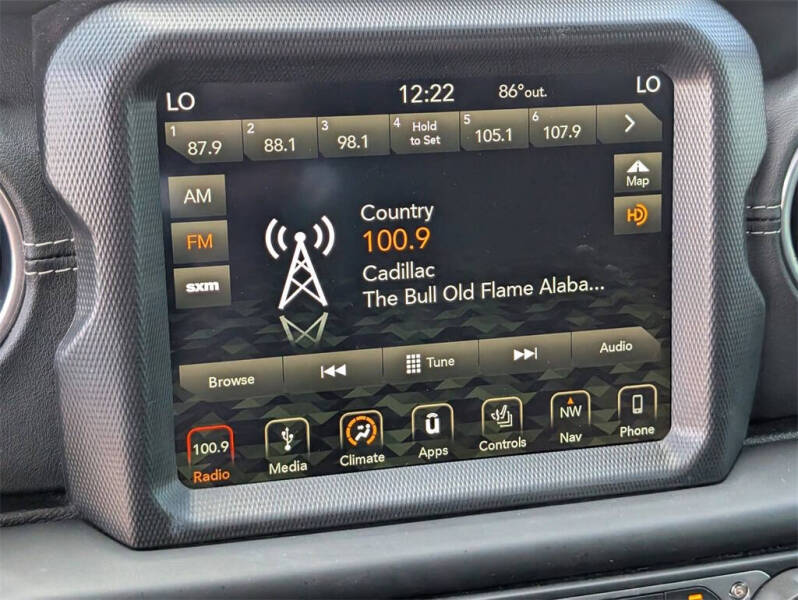 LO 12:22 86°out. LO
1 87.9 2 88.1 3 98.1 4 Hold to Set 5 105.1 6 107.9
AM
Map
FM
HD
sxm
Country
100.9
Cadillac
The Bull Old Flame Alaba...
Browse Tune Audio
100.9 NW
Radio Media Climate Apps Controls Nav Phone